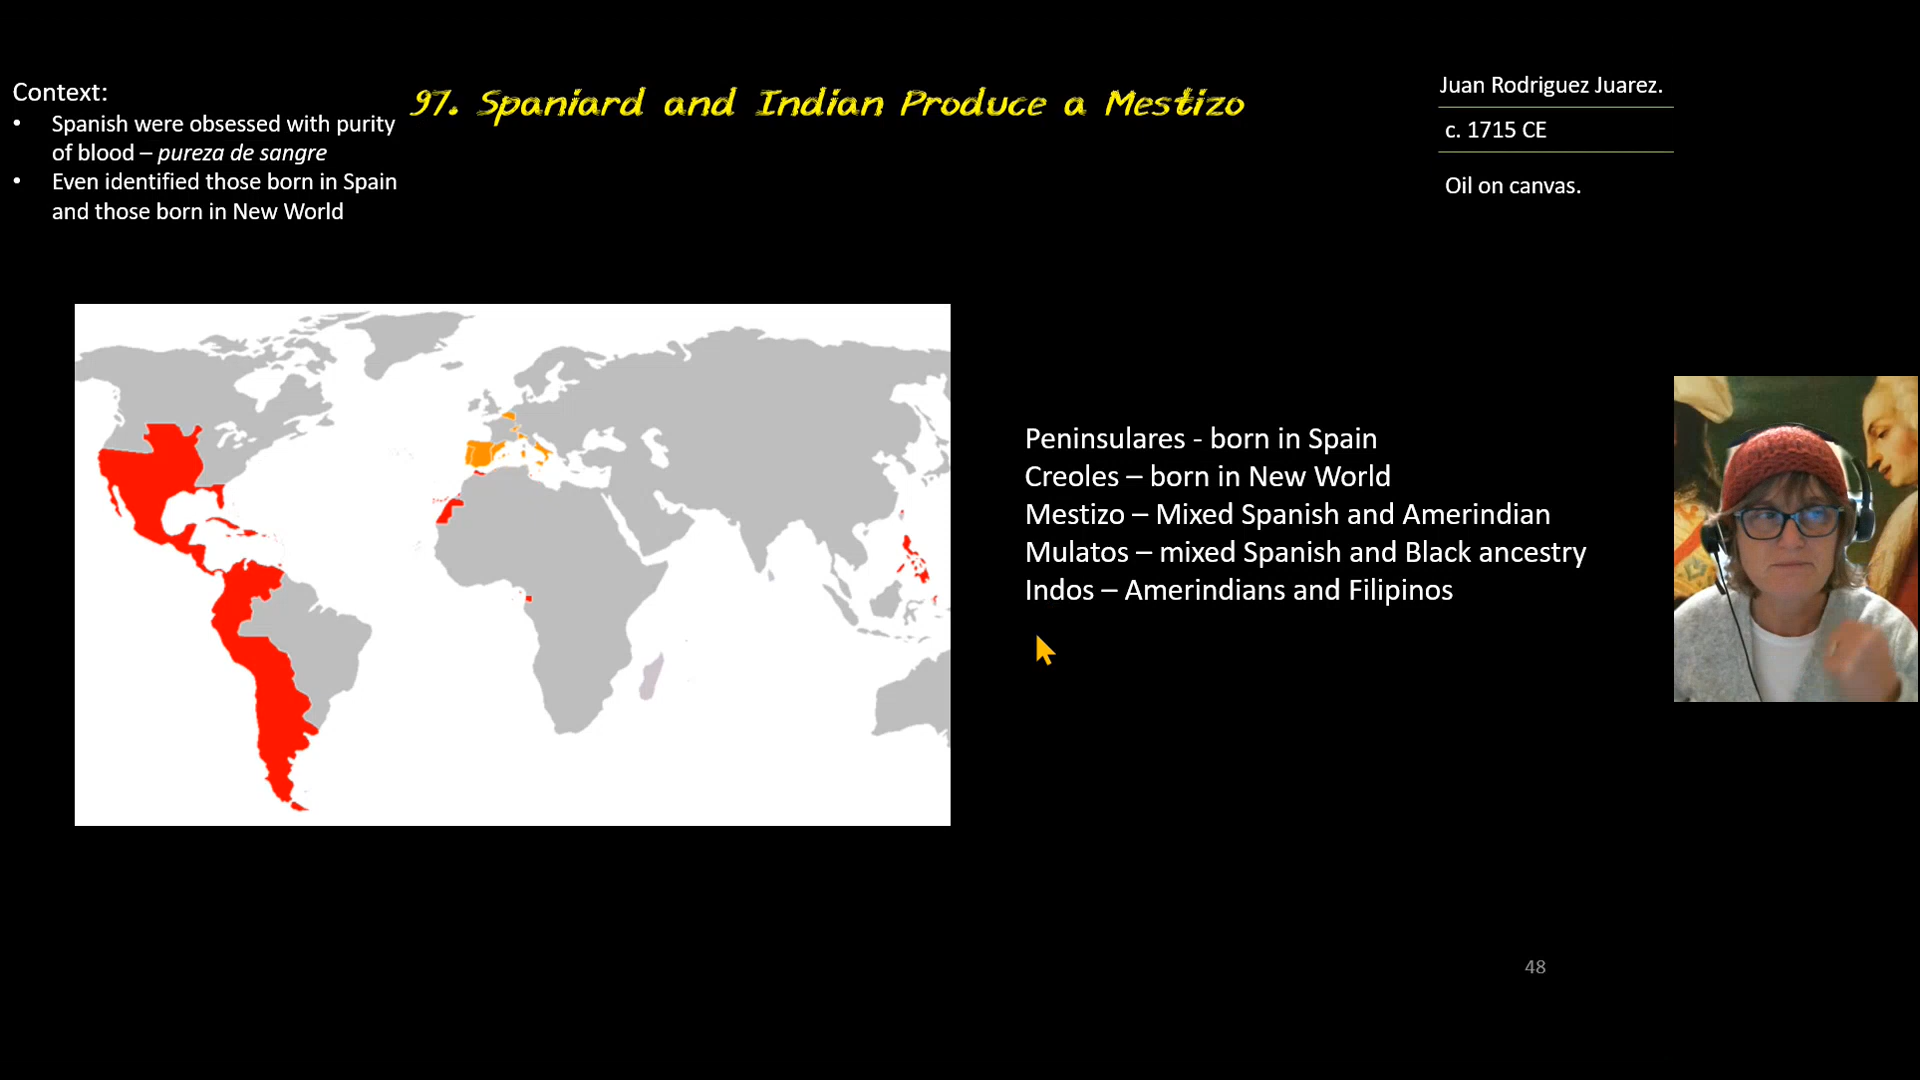 Context:
• Spanish were obsessed with purity
of blood – pureza de sangre
• Even identified those born in Spain
and those born in New World
97. Spaniard and Indian Produce a Mestizo
Juan Rodriguez Juarez.
c. 1715 CE
Oil on canvas.
Peninsulares - born in Spain
Creoles – born in New World
Mestizo – Mixed Spanish and Amerindian
Mulatos – mixed Spanish and Black ancestry
Indos – Amerindians and Filipinos
48